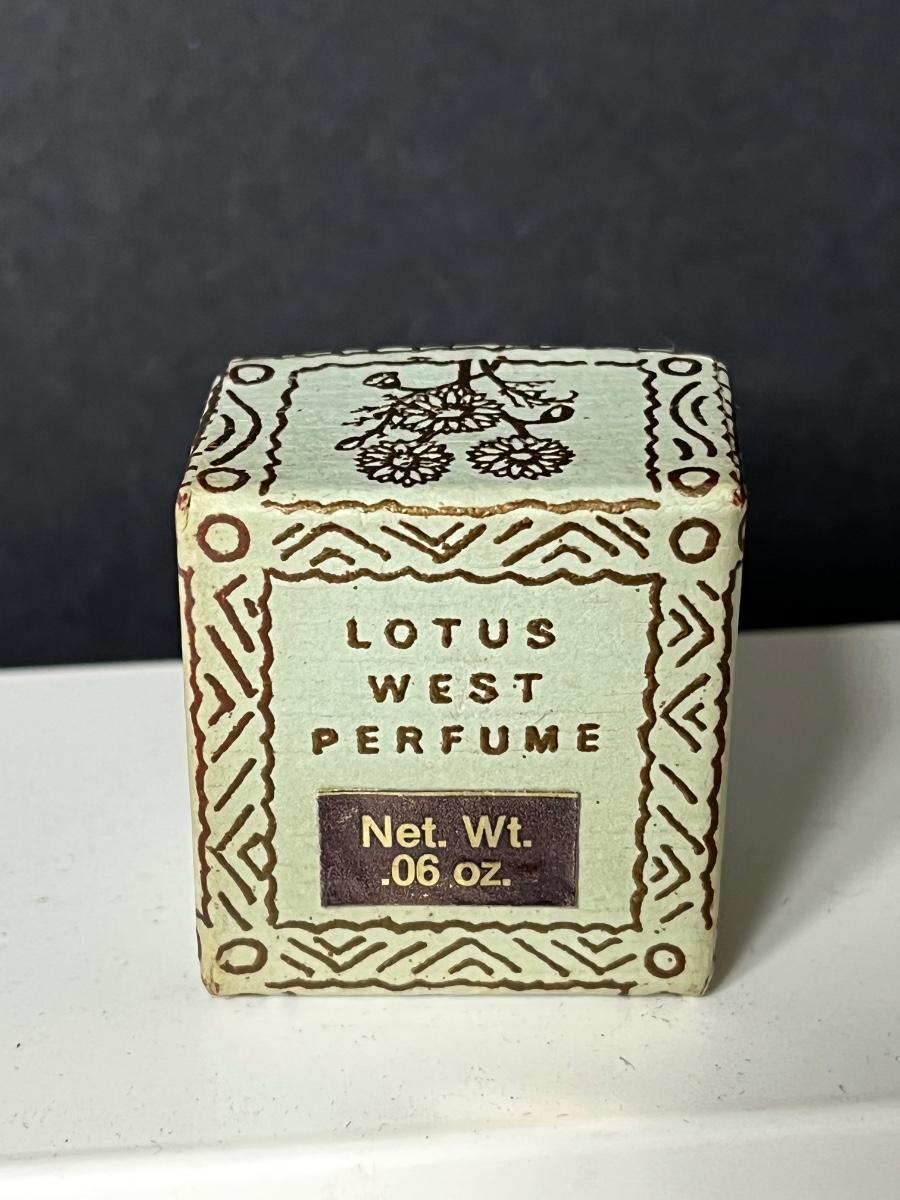 LOTUS
WEST
PERFUME
Net. Wt.
.06 oz.